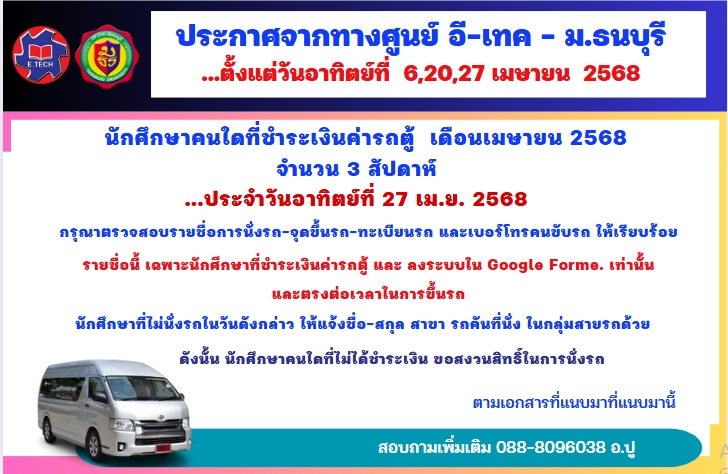 ประกาศจากทางศูนย์ อี-เทค - ม.ธนบุรี
...ตั้งแต่วันอาทิตย์ที่ 6,20,27 เมษายน 2568
E.TECH
นักศึกษาคนใดที่ชำระเงินค่ารถตู้ เดือนเมษายน 2568
จำนวน 3 สัปดาห์
...ประจำวันอาทิตย์ที่ 27 เม.ย. 2568
กรุณาตรวจสอบรายชื่อการนั่งรถ-จุดขึ้นรถ-ทะเบียนรถ และเบอร์โทรคนขับรถ ให้เรียบร้อย
รายชื่อนี้ เฉพาะนักศึกษาที่ชำระเงินค่ารถตู้ และ ลงระบบใน Google Forme. เท่านั้น
และตรงต่อเวลาในการขึ้นรถ
นักศึกษาที่ไม่นั่งรถในวันดังกล่าว ให้แจ้งชื่อ-สกุล สาขา รถคันที่นั่ง ในกลุ่มสายรถด้วย
ดังนั้น นักศึกษาคนใดที่ไม่ได้ชำระเงิน ขอสงวนสิทธิ์ในการนั่งรถ
ตามเอกสารที่แนบมาที่แนบมานี้
สอบถามเพิ่มเติม 088-8096038 อ.ปู